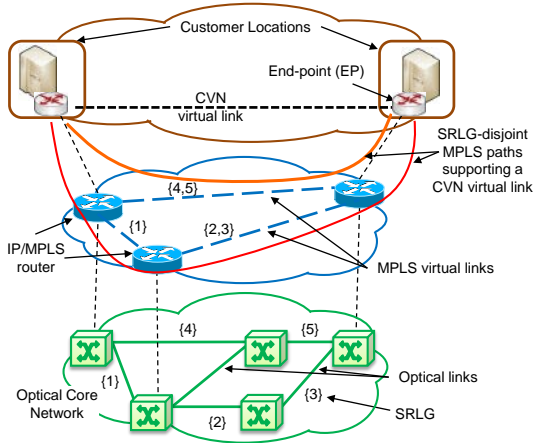 Customer Locations
End-point (EP)
CVN
virtual link
SRLG-disjoint
MPLS paths
supporting a
CVN virtual link
{4,5}
{1}
{2,3}
IP/MPLS
router
MPLS virtual links
{4}
{5}
{1}
Optical links
{3}
Optical Core
Network
{2}
SRLG